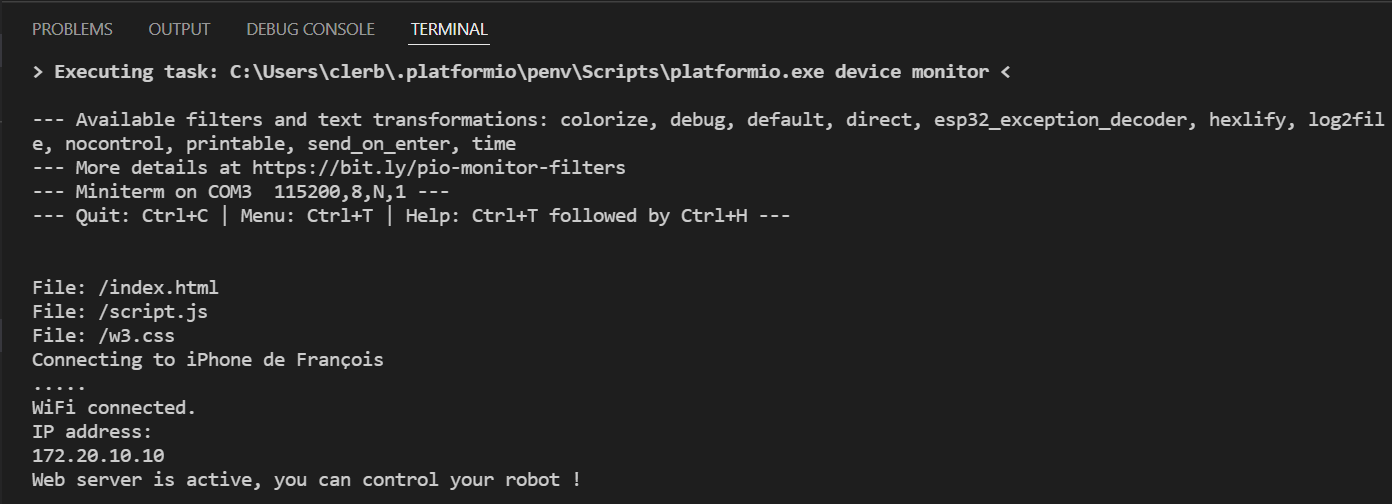 PROBLEMS OUTPUT DEBUG CONSOLE TERMINAL
> Executing task: C:\Users\clerb\.platformio\penv\Scripts\platformio.exe device monitor <
--- Available filters and text transformations: colorize, debug, default, direct, esp32_exception_decoder, hexlify, log2fil
e, nocontrol, printable, send_on_enter, time
--- More details at https://bit.ly/pio-monitor-filters
--- Miniterm on COM3  115200,8,N,1 ---
--- Quit: Ctrl+C | Menu: Ctrl+T | Help: Ctrl+T followed by Ctrl+H ---
File: /index.html
File: /script.js
File: /w3.css
Connecting to iPhone de François
.....
WiFi connected.
IP address:
172.20.10.10
Web server is active, you can control your robot !